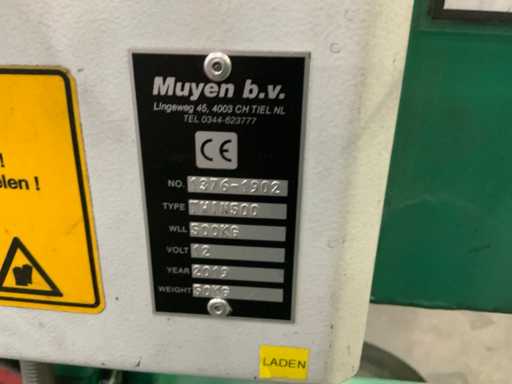 !
elen !
Muyen b.v.
Lingeweg 45, 4003 CH TIEL NL
TEL 0344-623777
CE
NO. 1376-1902
TYPE
WLL 500KG
VOLT 12
YEAR 2019
WEIGHT
LADEN